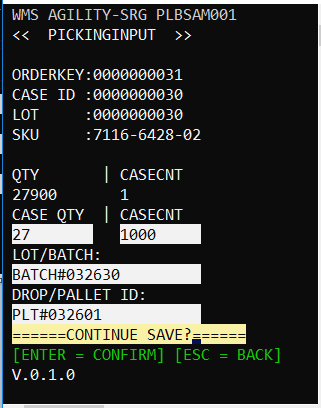 WMS AGILITY-SRG PLBSAM001
<<  PICKINGINPUT  >>
ORDERKEY:0000000031
CASE ID :0000000030
LOT     :0000000030
SKU     :7116-6428-02
QTY       | CASECNT
27900       1
CASE QTY  | CASECNT
27          1000
LOT/BATCH:
BATCH#032630
DROP/PALLET ID:
PLT#032601
======CONTINUE SAVE?======
[ENTER = CONFIRM] [ESC = BACK]
V.0.1.0